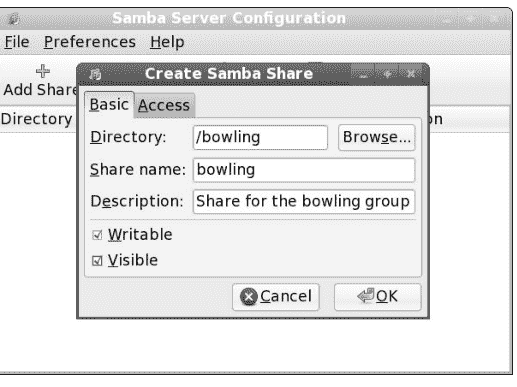 Samba Server Configuration
File Preferences Help
Add Share
Directory
on
Create Samba Share
Basic Access
Directory: /bowling Browse...
Share name: bowling
Description: Share for the bowling group
Writable
Visible
Cancel OK